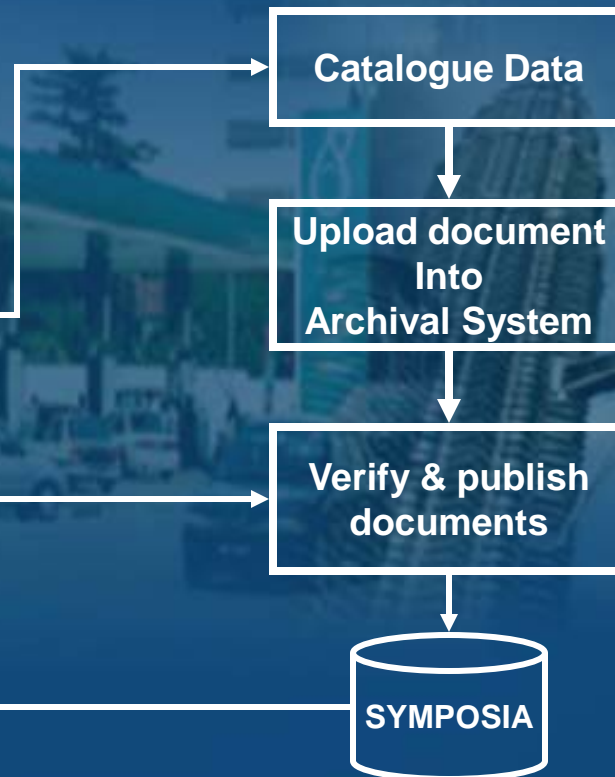 Catalogue Data
Upload document
Into
Archival System
Verify & publish
documents
SYMPOSIA